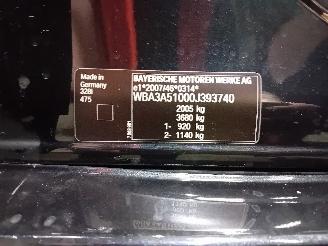 BAYERISCHE MOTOREN WERKE AG
e1*2007/46*0314*
WBA3A51000J393740
2005 kg
3680 kg
1- 920 kg
2- 1140 kg
Made in
Germany
328i
475